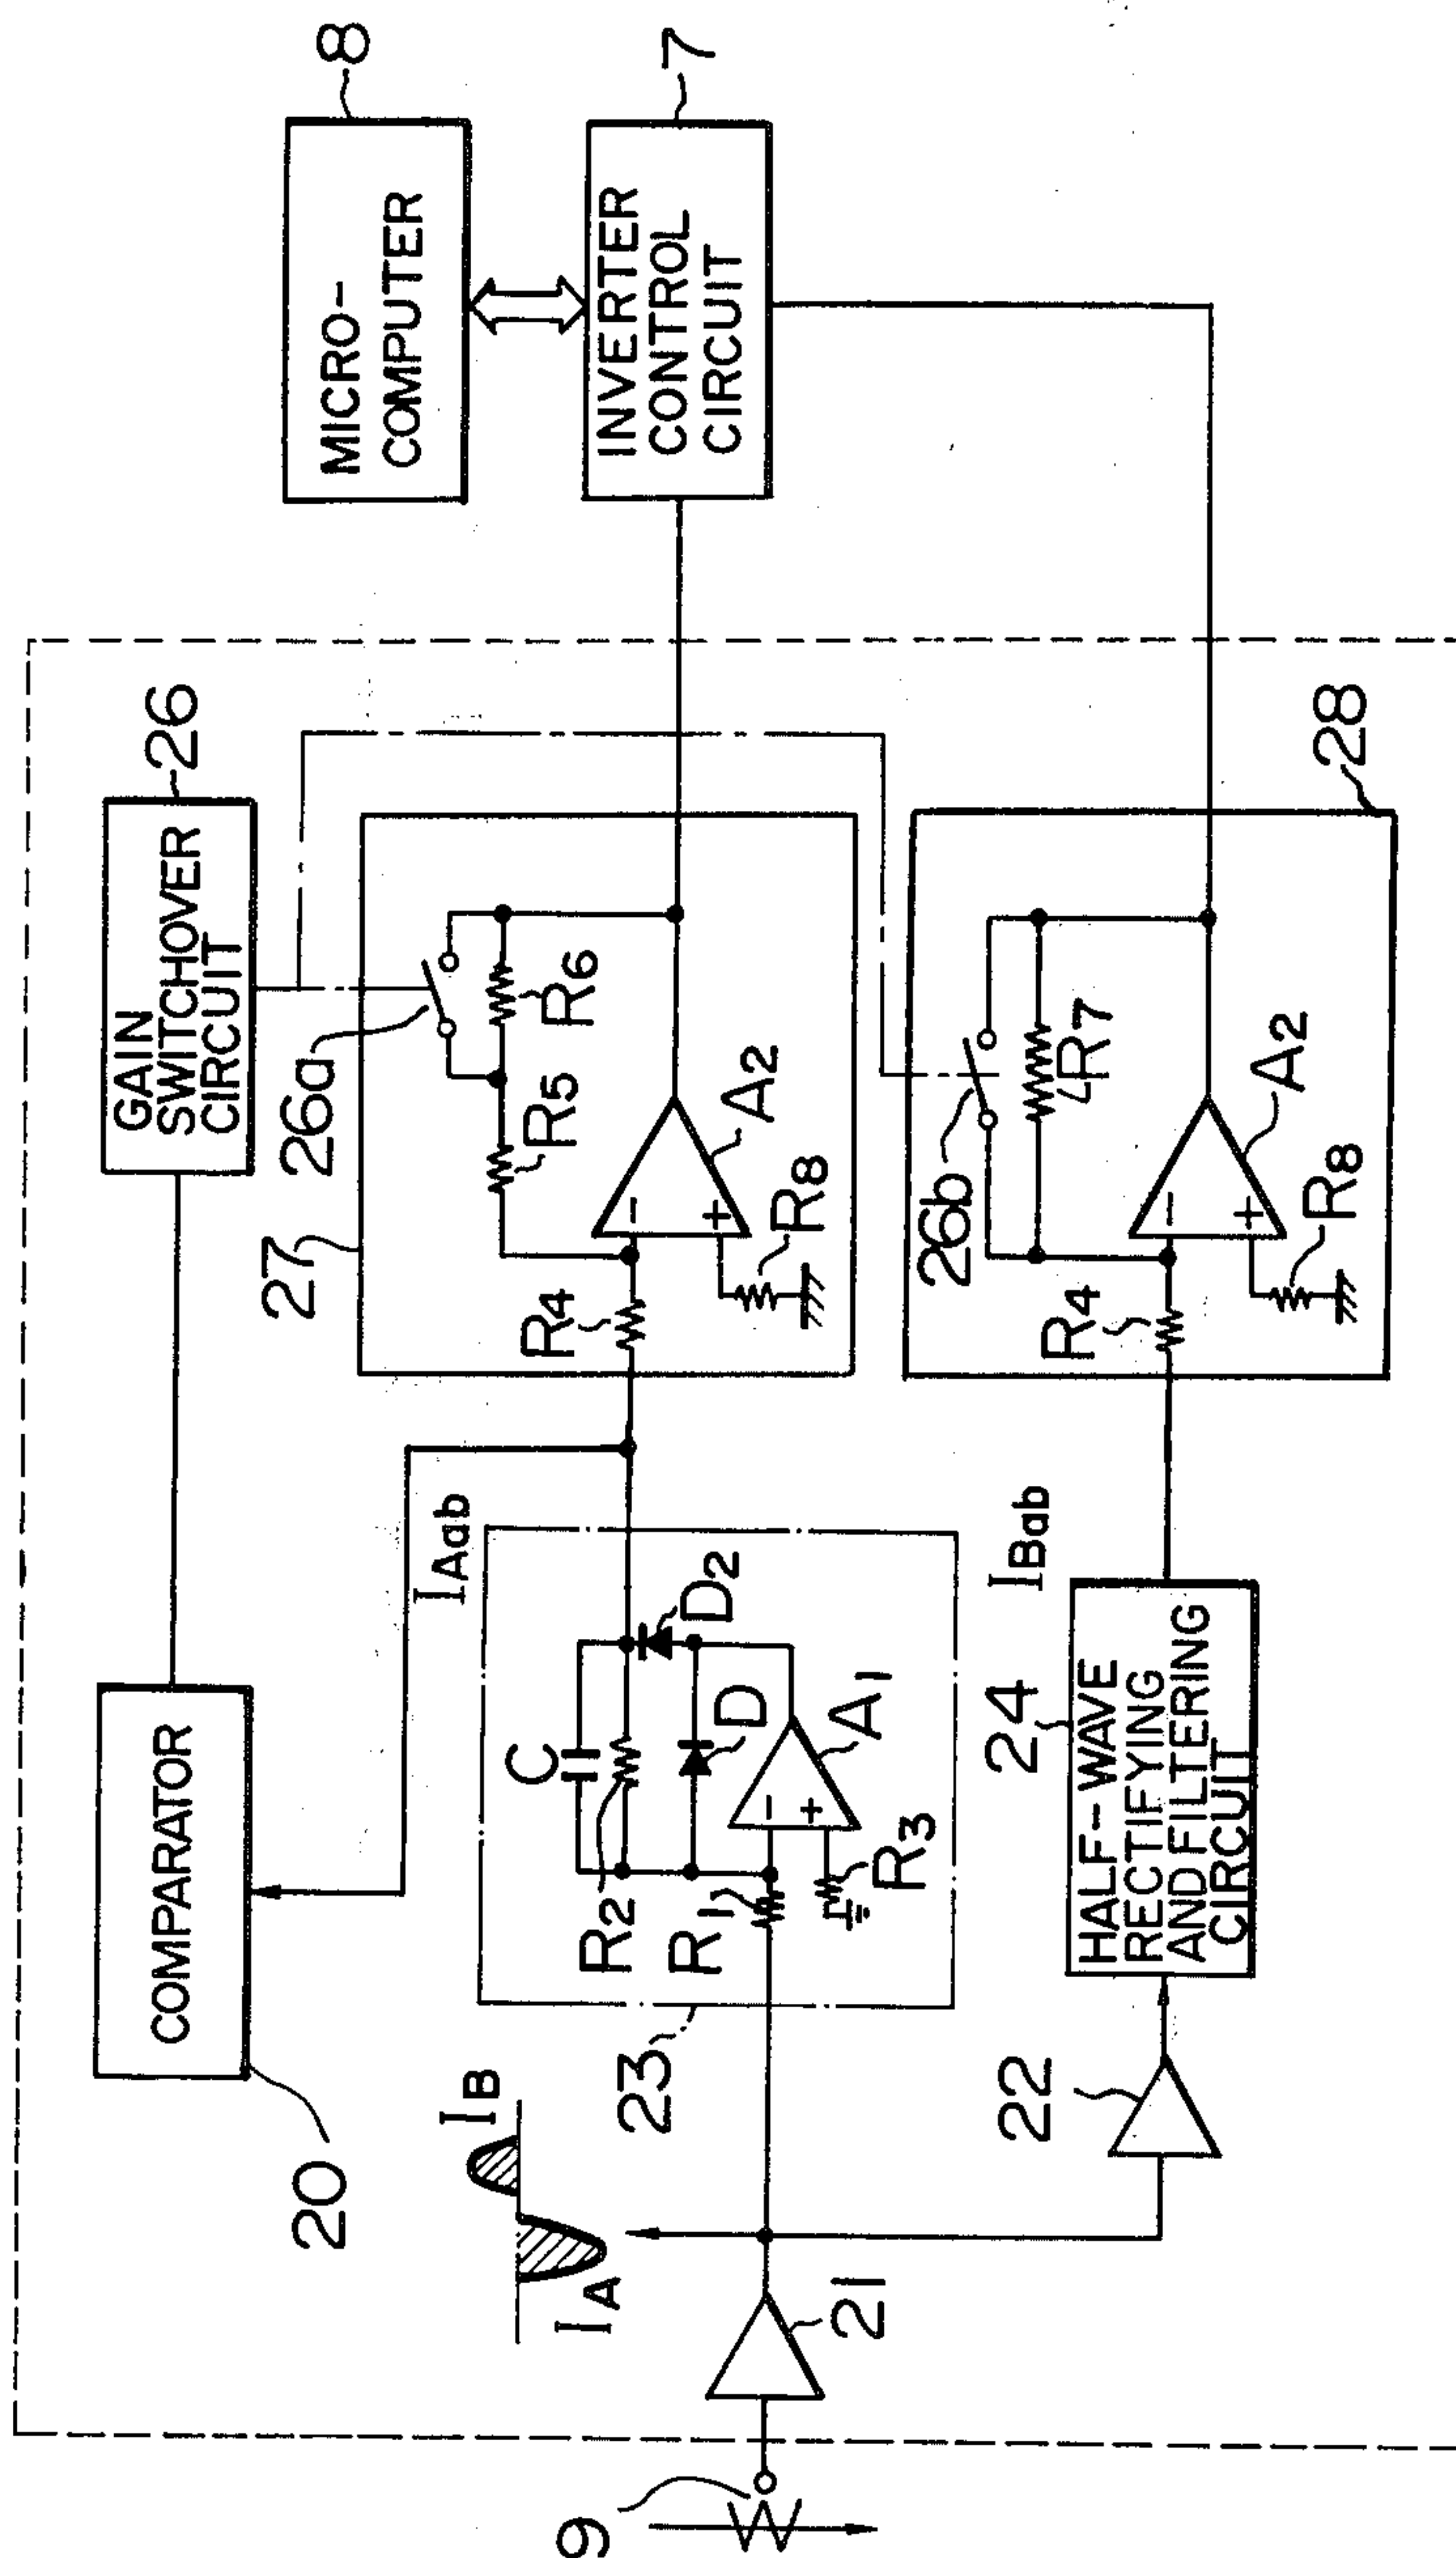 8
MICRO-
COMPUTER
7
INVERTER
CONTROL
CIRCUIT
26
GAIN
SWITCHOVER
CIRCUIT
26a
R6
R5
27
A2
R8
R4
28
26b
R7
A2
R8
R4
COMPARATOR
20
IAab
C
D2
D
A1
R2
R1
R3
23
IBab
24
HALF-WAVE
RECTIFYING
AND FILTERING
CIRCUIT
22
IB
IA
21
9